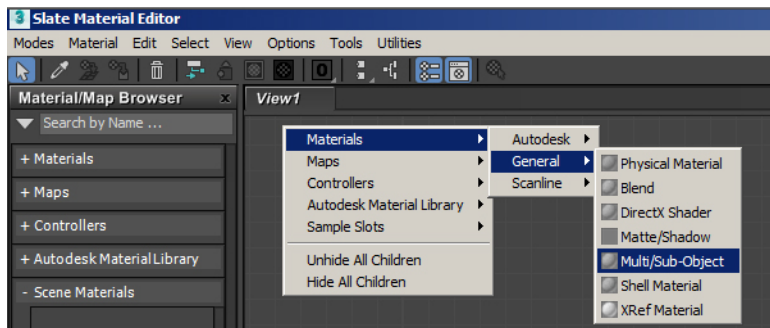 Slate Material Editor
Modes Material Edit Select View Options Tools Utilities
Material/Map Browser x
Search by Name ...
+ Materials
+ Maps
+ Controllers
+ Autodesk Material Library
- Scene Materials
View1
Materials
Maps
Controllers
Autodesk Material Library
Sample Slots
Unhide All Children
Hide All Children
Autodesk
General
Scanline
Physical Material
Blend
DirectX Shader
Matte/Shadow
Multi/Sub-Object
Shell Material
XRef Material